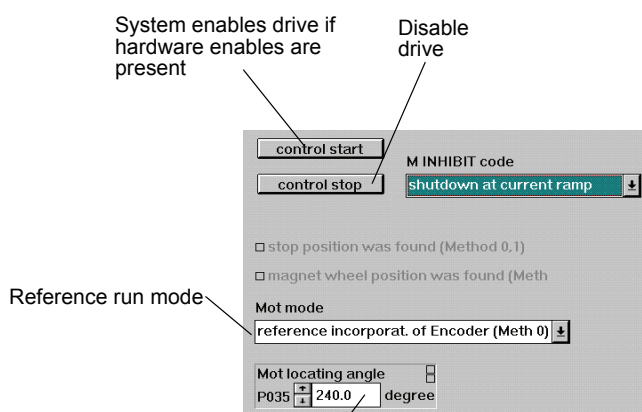 System enables drive if
hardware enables are
present
Disable
drive
control start
M INHIBIT code
control stop
shutdown at current ramp
stop position was found (Method 0,1)
magnet wheel position was found (Meth
Reference run mode
Mot mode
reference incorporat. of Encoder (Meth 0)
Mot locating angle
P035 240.0 degree